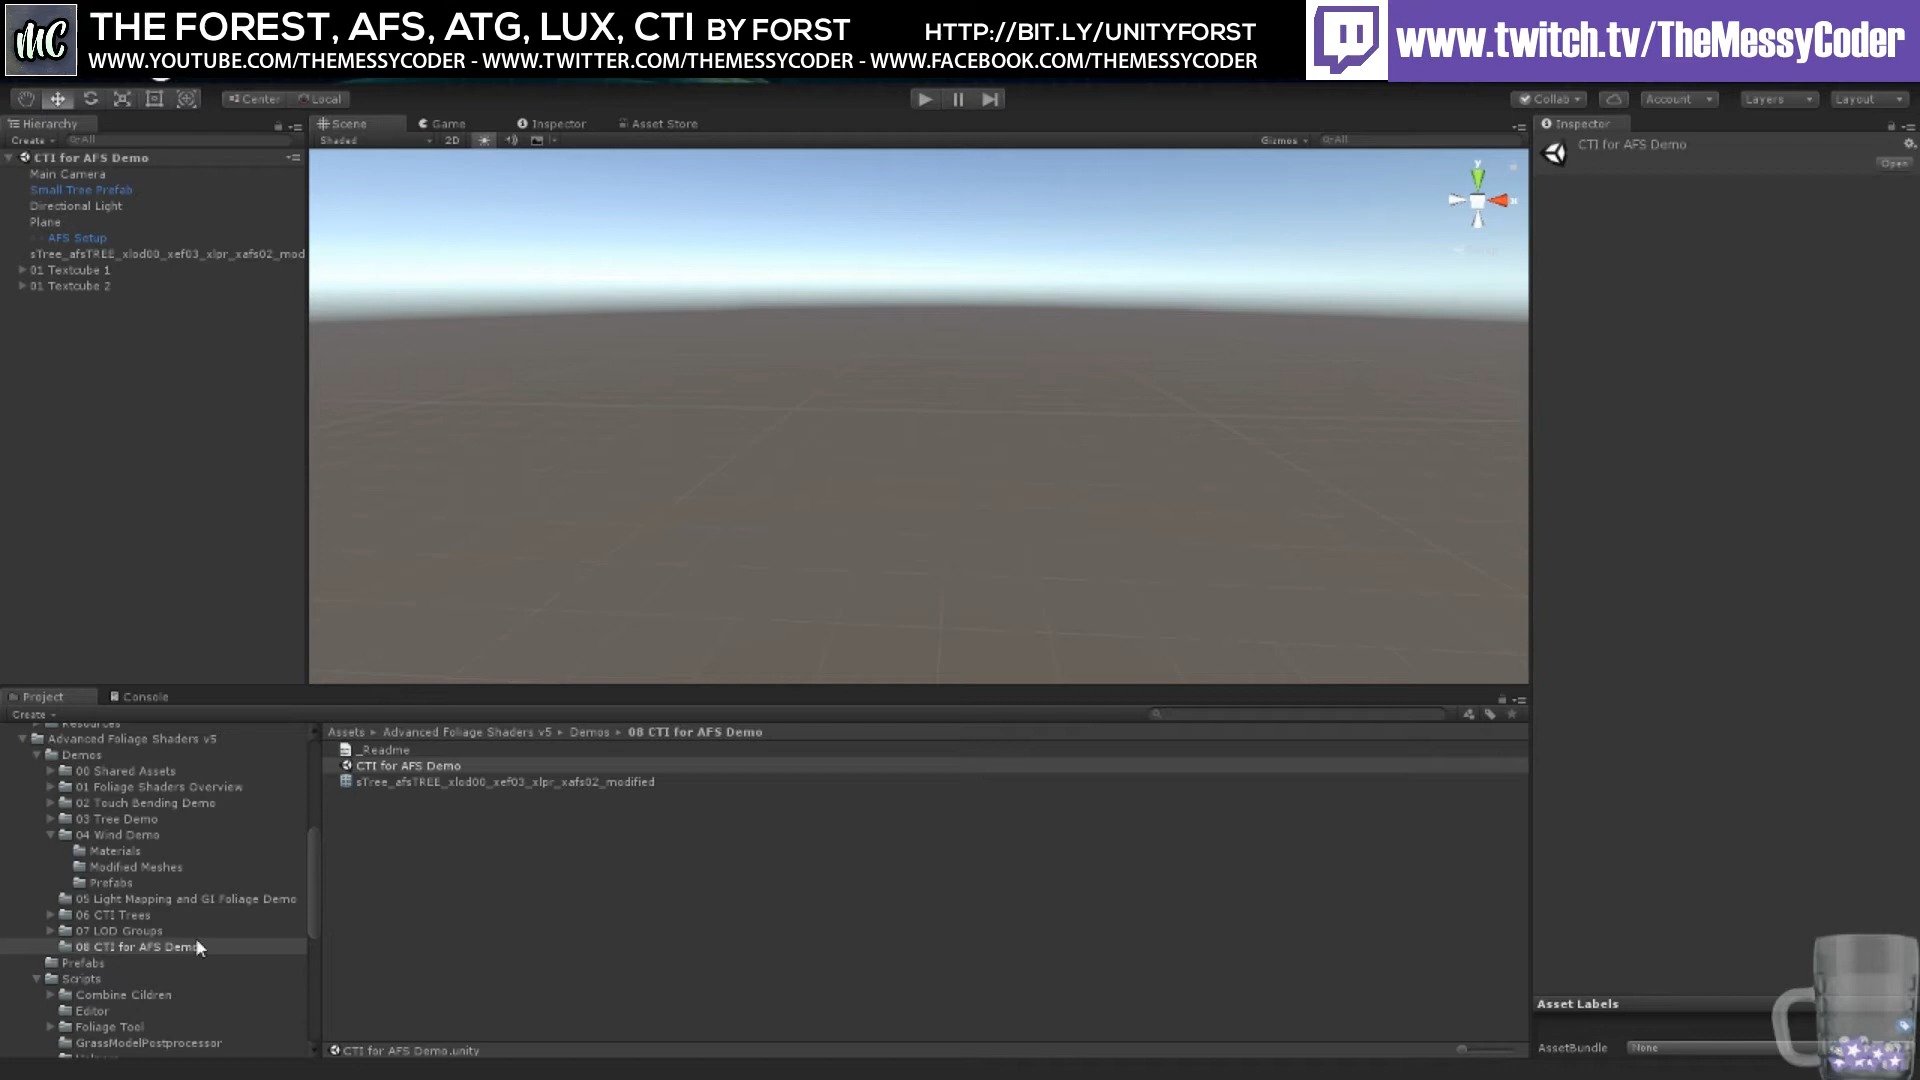 THE FOREST, AFS, ATG, LUX, CTI BY FORST
HTTP://BIT.LY/UNITYFORST
WWW.YOUTUBE.COM/THEMESSYCODER - WWW.TWITTER.COM/THEMESSYCODER - WWW.FACEBOOK.COM/THEMESSYCODER
MC
www.twitch.tv/TheMessyCoder
Center
Local
Collab
Account
Layers
Layout
Hierarchy
Create
All
CTI for AFS Demo
Main Camera
Small Tree Prefab
Directional Light
Plane
AFS Setup
sTree_afsTREE_xlod00_xef03_xlpr_xafs02_mod
01 Textcube 1
01 Textcube 2
Scene
Game
Inspector
Asset Store
Shaded
2D
Gizmos
All
y
x
Inspector
CTI for AFS Demo
Open
Project
Console
Create
Resources
Advanced Foliage Shaders v5
Demos
00 Shared Assets
01 Foliage Shaders Overview
02 Touch Bending Demo
03 Tree Demo
04 Wind Demo
Materials
Modified Meshes
Prefabs
05 Light Mapping and GI Foliage Demo
06 CTI Trees
07 LOD Groups
08 CTI for AFS Demo
Prefabs
Scripts
Combine Cildren
Editor
Foliage Tool
GrassModelPostprocessor
Assets
Advanced Foliage Shaders v5
Demos
08 CTI for AFS Demo
_Readme
CTI for AFS Demo
sTree_afsTREE_xlod00_xef03_xlpr_xafs02_modified
CTI for AFS Demo.unity
Asset Labels
AssetBundle
None